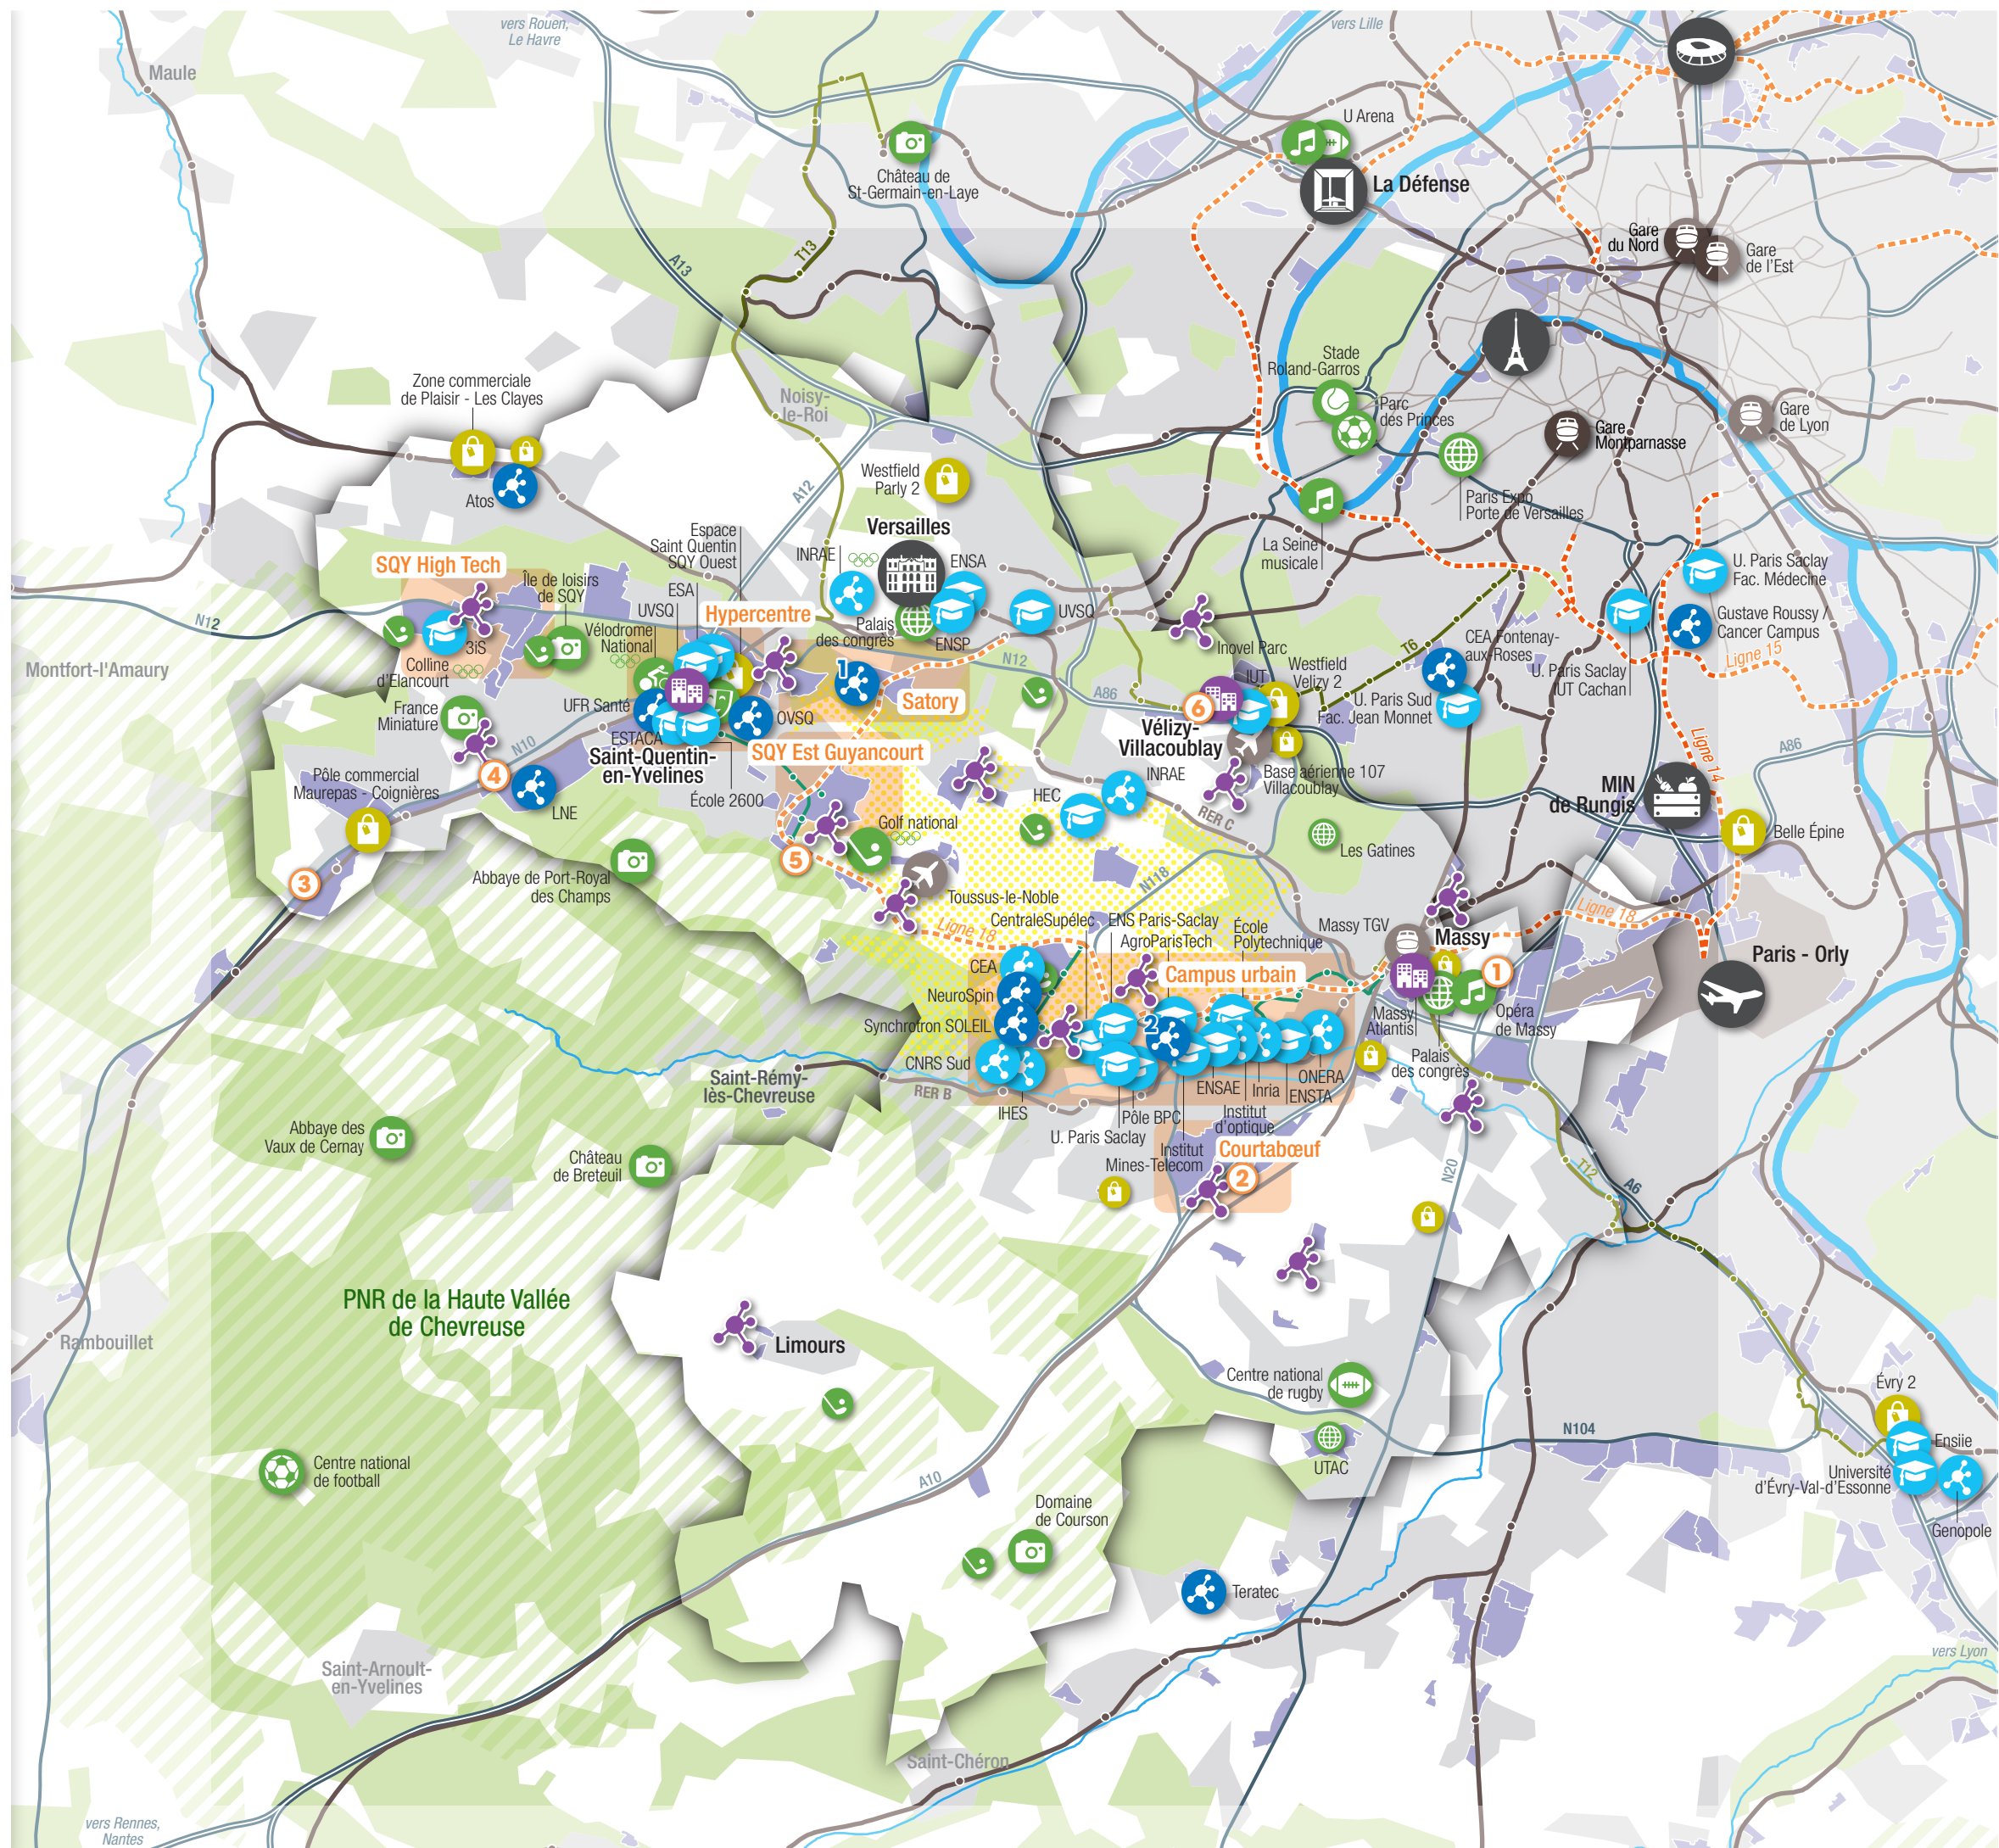 vers Rouen,
Le Havre
vers Lille
Maule
U Arena
Château de
St-Germain-en-Laye
La Défense
Gare
du Nord
Gare
de l'Est
T13
A13
Stade
Roland-Garros
Parc
des Princes
Gare
de Lyon
Gare
Montparnasse
Zone commerciale
de Plaisir - Les Clayes
Noisy-
le-Roi
Atos
A12
Westfield
Parly 2
Paris Expo
Porte de Versailles
Versailles
Espace
Saint Quentin
SQY Ouest
INRAE
ENSA
La Seine
musicale
SQY High Tech
Île de loisirs
de SQY
ESA
UVSQ
Hypercentre
U. Paris Saclay
Fac. Médecine
N12
3iS
Vélodrome
National
Palais
des congrès
ENSP
UVSQ
Gustave Roussy /
Cancer Campus
Colline
d'Elancourt
Inovel Parc
T6
CEA Fontenay-
aux-Roses
Ligne 15
Montfort-l'Amaury
N12
1
IUT
Westfield
Velizy 2
U. Paris Saclay
IUT Cachan
France
Miniature
UFR Santé
OVSQ
Satory
A86
6
U. Paris Sud
Fac. Jean Monnet
N10
ESTACA
Saint-Quentin-
en-Yvelines
SQY Est Guyancourt
Vélizy-
Villacoublay
Ligne 14
A86
Pôle commercial
Maurepas - Coignières
4
LNE
École 2600
HEC
INRAE
Base aérienne 107
Villacoublay
MIN
de Rungis
Golf national
RER C
Belle Épine
Les Gatines
5
3
Abbaye de Port-Royal
des Champs
N118
Toussus-le-Noble
CentraleSupélec
ENS Paris-Saclay
AgroParisTech
École
Polytechnique
Massy TGV
Massy
Ligne 18
Ligne 18
Paris - Orly
CEA
Campus urbain
1
NeuroSpin
Synchrotron SOLEIL
2
Massy
Atlantis
Opéra
de Massy
CNRS Sud
Palais
des congrès
Saint-Rémy-
lès-Chevreuse
RER B
IHES
ENSAE
Inria
ONERA
ENSTA
Pôle BPC
Institut
d'optique
U. Paris Saclay
Institut
Mines-Telecom
Courtabœuf
2
Abbaye des
Vaux de Cernay
Château
de Breteuil
N20
T12
A6
PNR de la Haute Vallée
de Chevreuse
Rambouillet
Limours
Centre national
de rugby
Évry 2
N104
Ensiie
UTAC
Université
d'Évry-Val-d'Essonne
Genopole
Centre national
de football
A10
Domaine
de Courson
Teratec
Saint-Arnoult-
en-Yvelines
vers Lyon
Saint-Chéron
vers Rennes,
Nantes